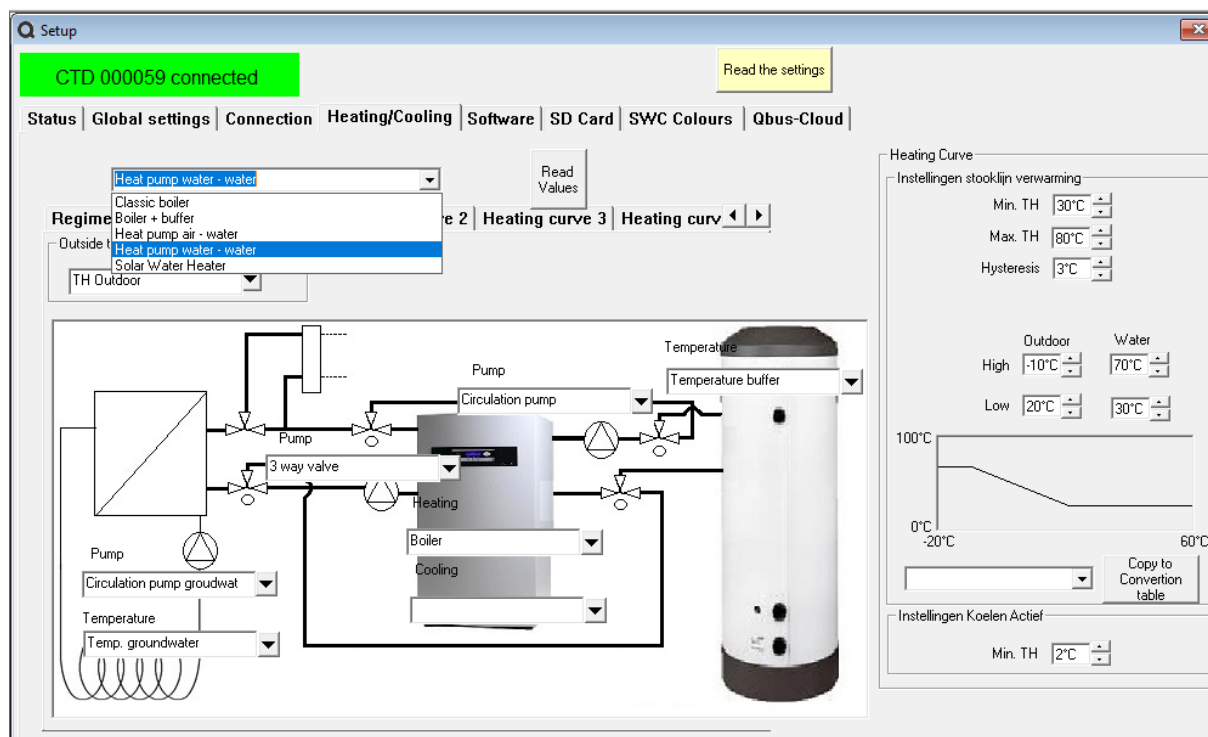 Setup
CTD 000059 connected
Read the settings
Status
Global settings
Connection
Heating/Cooling
Software
SD Card
SWC Colours
Qbus-Cloud
Heat pump water - water
Read
Values
Classic boiler
Boiler + buffer
Heat pump air - water
Heat pump water - water
Solar Water Heater
Regime
ve 2
Heating curve 3
Heating curv
Outside t
TH Outdoor
Temperature
Temperature buffer
Pump
Circulation pump
Pump
3 way valve
Heating
Boiler
Cooling
Pump
Circulation pump groudwat
Temperature
Temp. groundwater
Heating Curve
Instellingen stooklijn verwarming
Min. TH 30°C
Max. TH 80°C
Hysteresis 3°C
Outdoor Water
High -10°C 70°C
Low 20°C 30°C
100°C
0°C
-20°C 60°C
Copy to
Convertion
table
Instellingen Koelen Actief
Min. TH 2°C